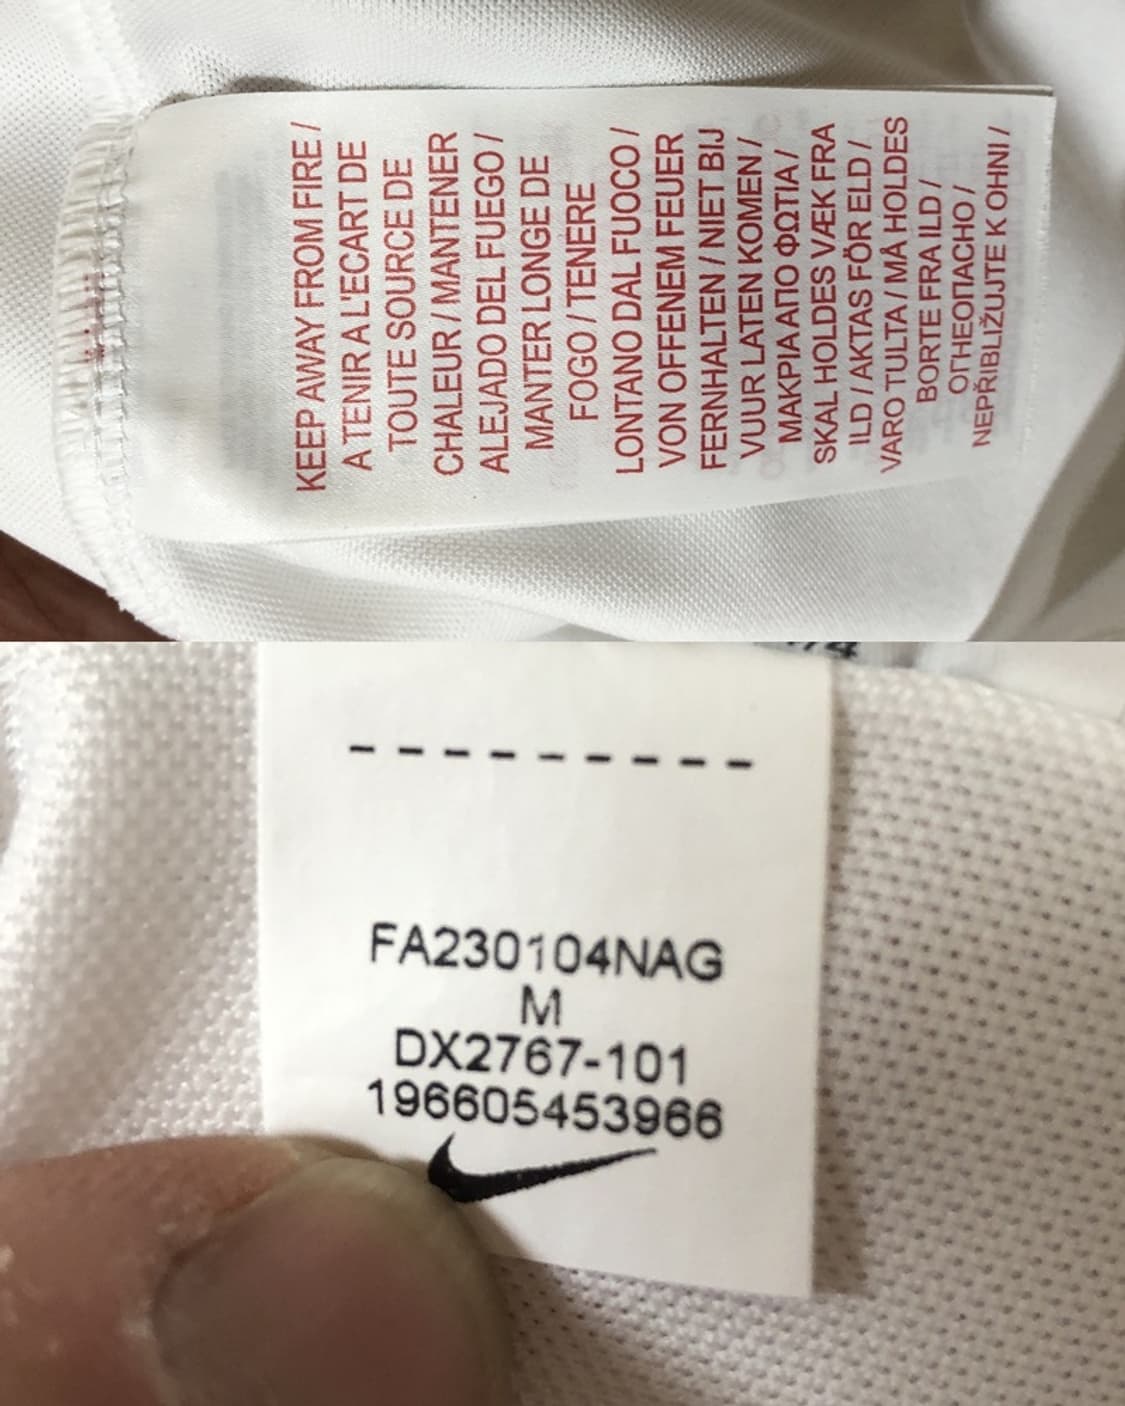 KEEP AWAY FROM FIRE /
A TENIR A L'ECART DE
TOUTE SOURCE DE
CHALEUR / MANTENER
ALEJADO DEL FUEGO /
MANTER LONGE DE
FOGO / TENERE
LONTANO DAL FUOCO /
VON OFFENEM FEUER
FERNHALTEN / NIET BIJ
VUUR LATEN KOMEN /
ΜΑΚΡΙΑ ΑΠΟ ΦΩΤΙΑ /
SKAL HOLDES VÆK FRA
ILD / AKTAS FÖR ELD /
VARO TULTA / MÅ HOLDES
BORTE FRA ILD /
ОГНЕОПАСНО /
NEPŘIBLIŽUJTE K OHNI /
FA230104NAG
M
DX2767-101
196605453966